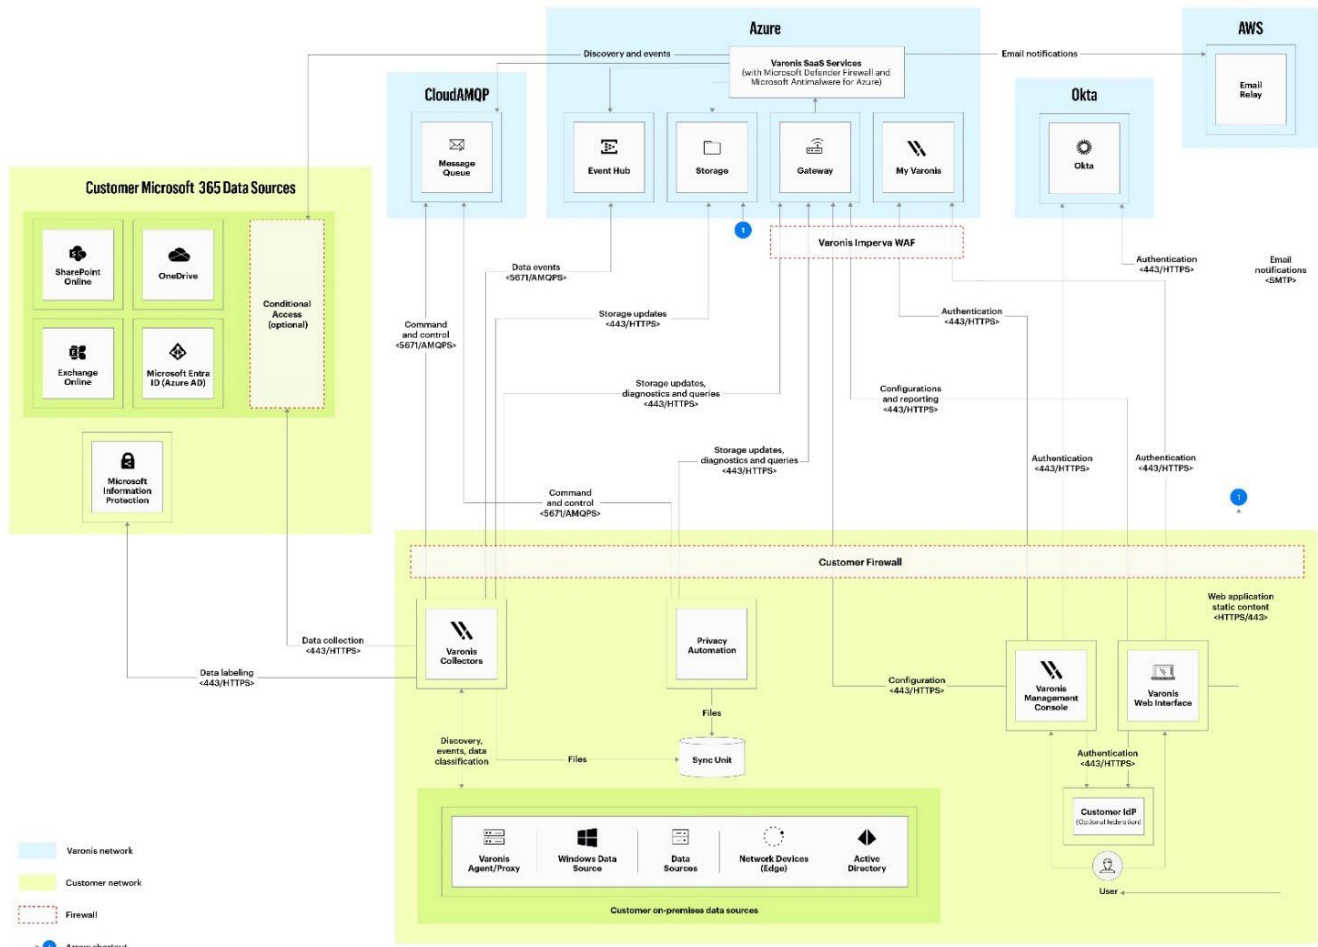 Azure
AWS
Discovery and events
Email notifications
Varonis SaaS Services
(with Microsoft Defender Firewall and
Microsoft Antimalware for Azure)
CloudAMQP
Okta
Email
Relay
Message
Queue
Event Hub
Storage
Gateway
My Varonis
Okta
Customer Microsoft 365 Data Sources
1
Varonis Imperva WAF
SharePoint
Online
OneDrive
Conditional
Access
(optional)
Exchange
Online
Microsoft Entra
ID (Azure AD)
Data events
<5671/AMQPS>
Authentication
<443/HTTPS>
Email
notifications
<SMTP>
Command
and control
<5671/AMQPS>
Storage updates
<443/HTTPS>
Authentication
<443/HTTPS>
Storage updates,
diagnostics and queries
<443/HTTPS>
Configurations
and reporting
<443/HTTPS>
Microsoft
Information
Protection
Storage updates,
diagnostics and queries
<443/HTTPS>
Authentication
<443/HTTPS>
Authentication
<443/HTTPS>
Command
and control
<5671/AMQPS>
1
Customer Firewall
Web application
static content
<HTTPS/443>
Data collection
<443/HTTPS>
Varonis
Collectors
Privacy
Automation
Data labeling
<443/HTTPS>
Configuration
<443/HTTPS>
Varonis
Management
Console
Varonis
Web Interface
Files
Discovery,
events, data
classification
Files
Sync Unit
Authentication
<443/HTTPS>
Customer IdP
(Optional federation)
Varonis
Agent/Proxy
Windows Data
Source
Data
Sources
Network Devices
(Edge)
Active
Directory
User
Customer on-premises data sources
Varonis network
Customer network
Firewall
1 Arrow shortcut